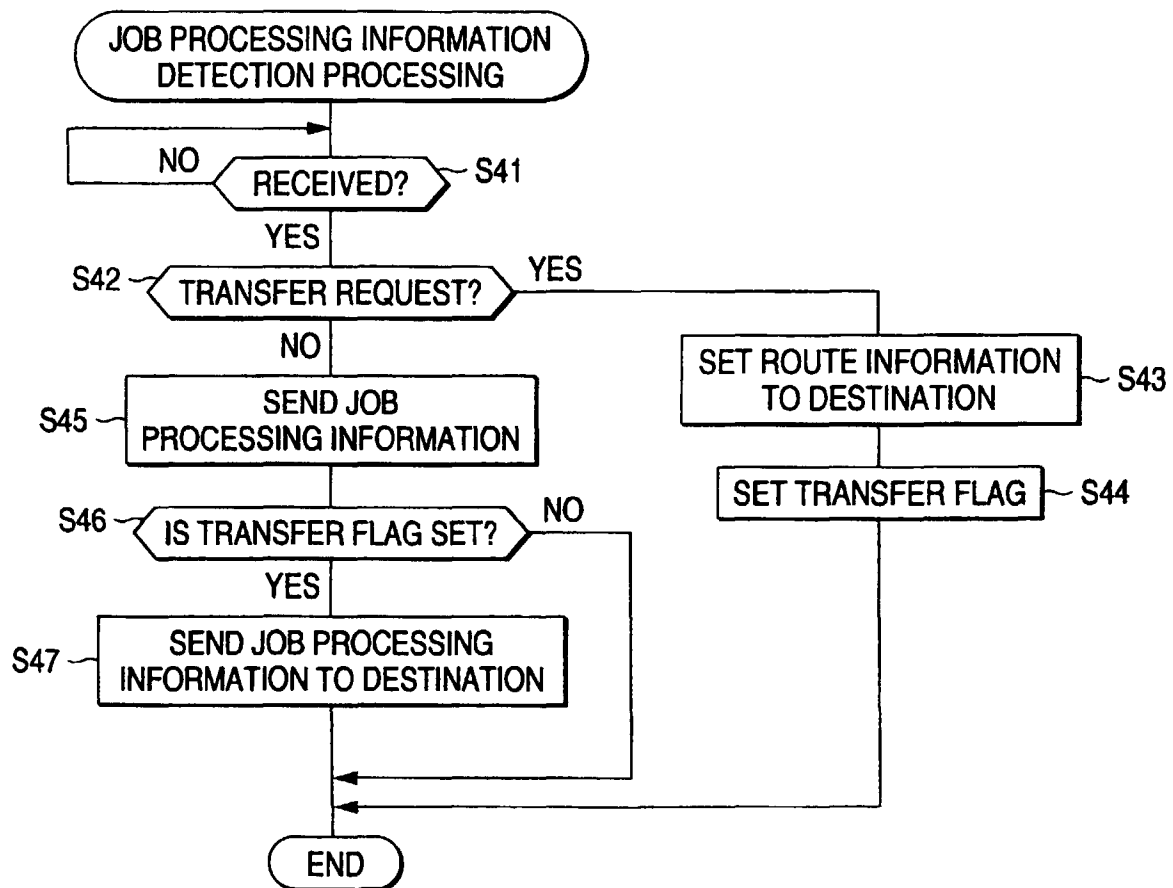 JOB PROCESSING INFORMATION
DETECTION PROCESSING
NO
RECEIVED?
S41
YES
S42
TRANSFER REQUEST?
YES
NO
SET ROUTE INFORMATION
TO DESTINATION
S43
S45
SEND JOB
PROCESSING INFORMATION
SET TRANSFER FLAG
S44
S46
IS TRANSFER FLAG SET?
NO
YES
S47
SEND JOB PROCESSING
INFORMATION TO DESTINATION
END